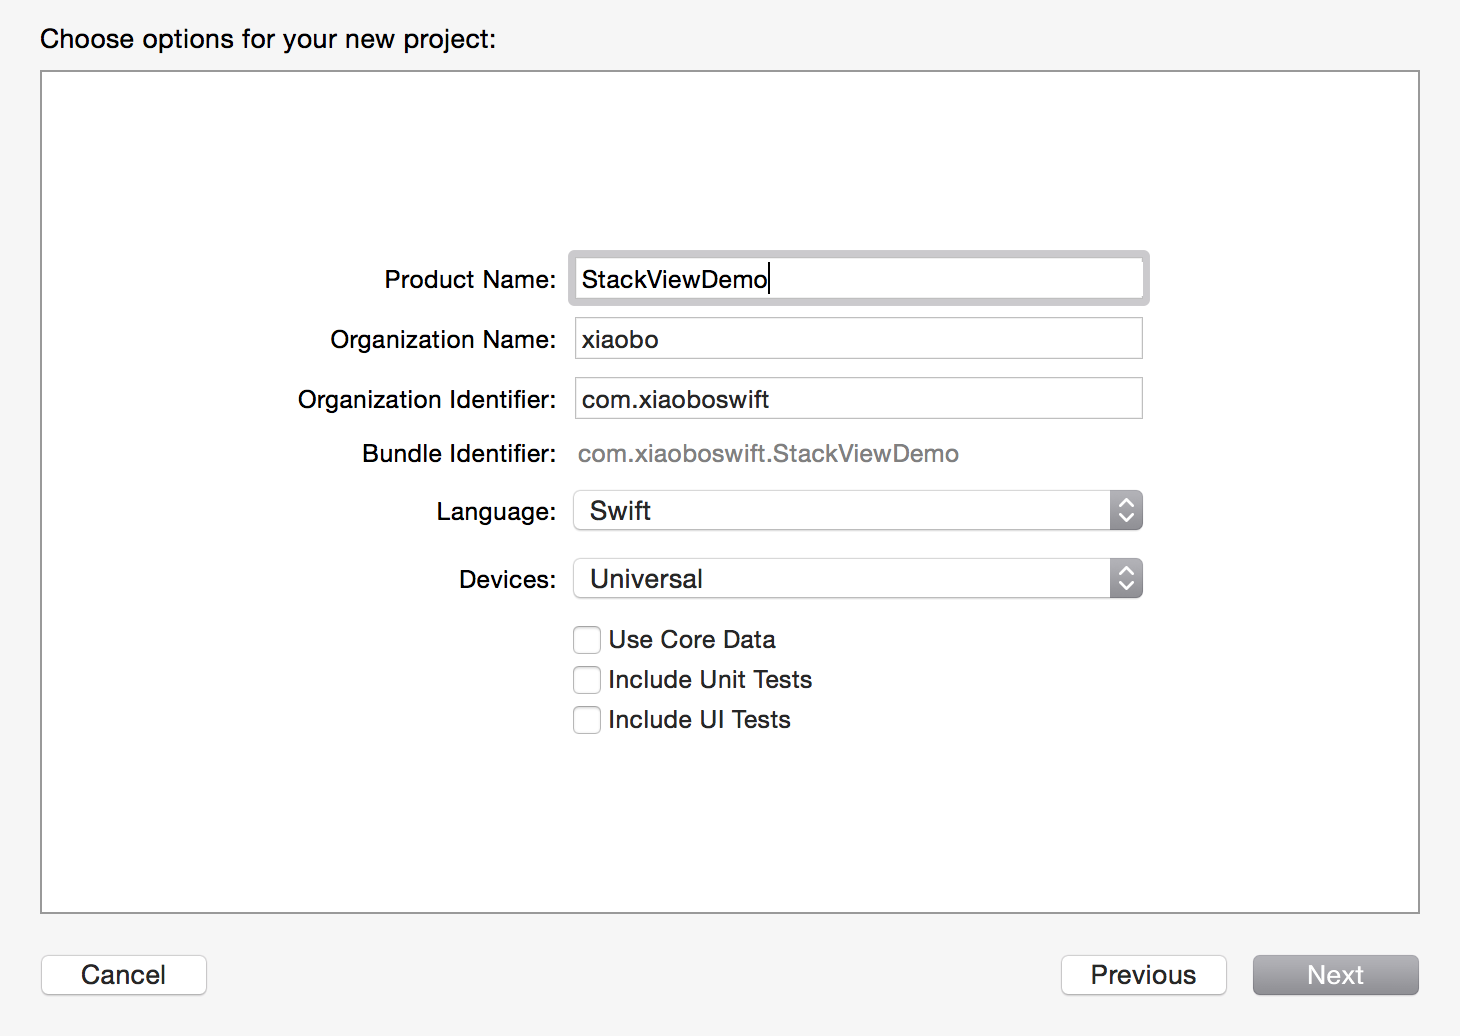 Choose options for your new project:
Product Name: StackViewDemo
Organization Name: xiaobo
Organization Identifier: com.xiaoboswift
Bundle Identifier: com.xiaoboswift.StackViewDemo
Language: Swift
Devices: Universal
Use Core Data
Include Unit Tests
Include UI Tests
Cancel Previous Next